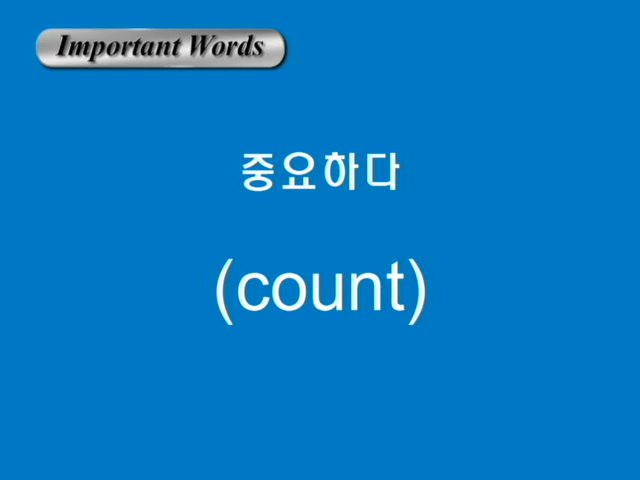 Important Words
중요하다
(count)